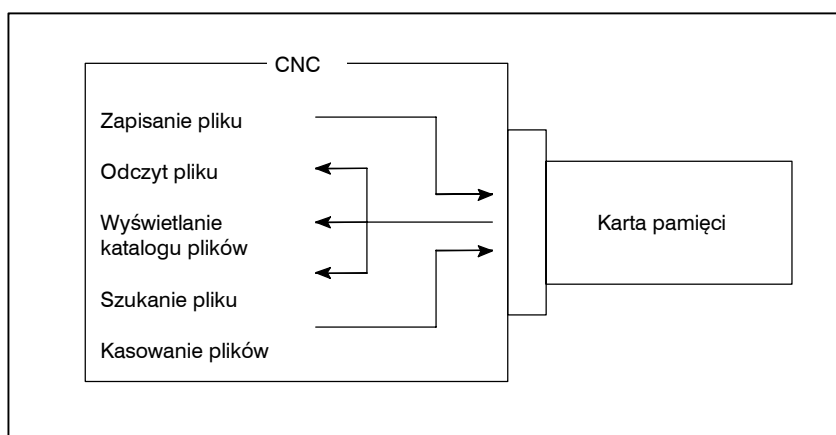 CNC
Zapisanie pliku
Odczyt pliku
Wyświetlanie
katalogu plików
Szukanie pliku
Kasowanie plików
Karta pamięci